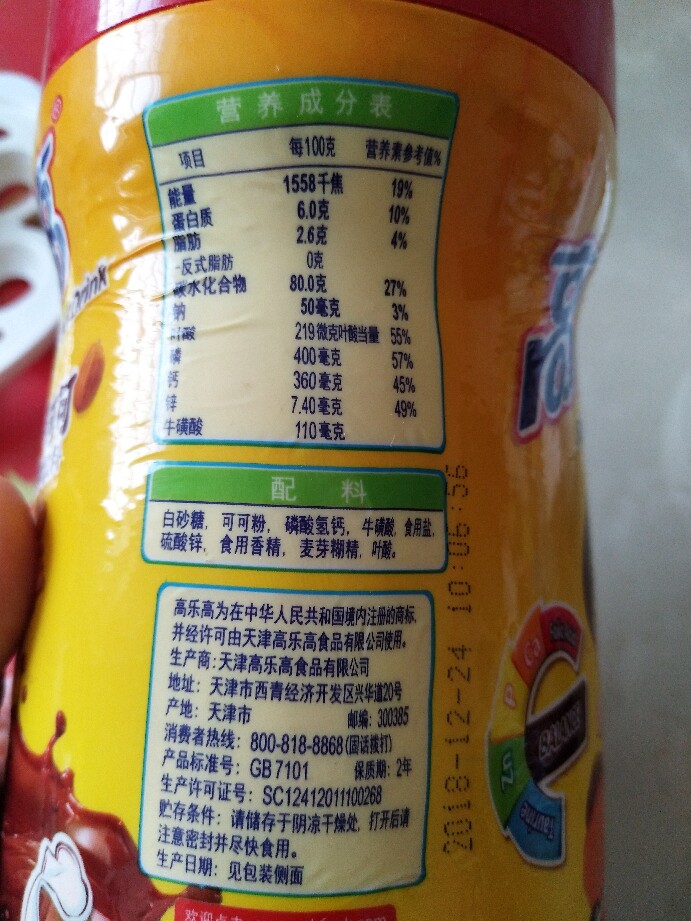 营养成分表
项目 每100克 营养素参考值%
能量 1558千焦 19%
蛋白质 6.0克 10%
脂肪 2.6克 4%
-反式脂肪 0克
碳水化合物 80.0克 27%
钠 50毫克 3%
叶酸 219微克叶酸当量 55%
磷 400毫克 57%
钙 360毫克 45%
锌 7.40毫克 49%
牛磺酸 110毫克
配料
白砂糖, 可可粉, 磷酸氢钙, 牛磺酸, 食用盐,
硫酸锌, 食用香精, 麦芽糊精, 叶酸。
高乐高为在中华人民共和国境内注册的商标,
并经许可由天津高乐高食品有限公司使用。
生产商:天津高乐高食品有限公司
地址: 天津市西青经济开发区兴华道20号
产地: 天津市 邮编: 300385
消费者热线: 800-818-8868(固话拨打)
产品标准号: GB7101 保质期: 2年
生产许可证号: SC12412011100268
贮存条件: 请储存于阴凉干燥处, 打开后请
注意密封并尽快食用。
生产日期: 见包装侧面
2018-12-24 10:06:56
Drink
高
P
Ca
Taurine